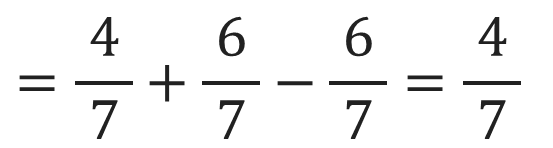 = 4/7 + 6/7 − 6/7 = 4/7